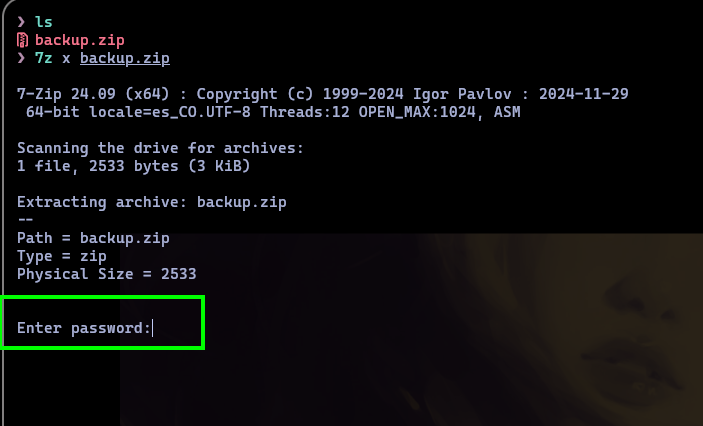 ❯ ls
backup.zip
❯ 7z x backup.zip
7-Zip 24.09 (x64) : Copyright (c) 1999-2024 Igor Pavlov : 2024-11-29
64-bit locale=es_CO.UTF-8 Threads:12 OPEN_MAX:1024, ASM
Scanning the drive for archives:
1 file, 2533 bytes (3 KiB)
Extracting archive: backup.zip
--
Path = backup.zip
Type = zip
Physical Size = 2533
Enter password: